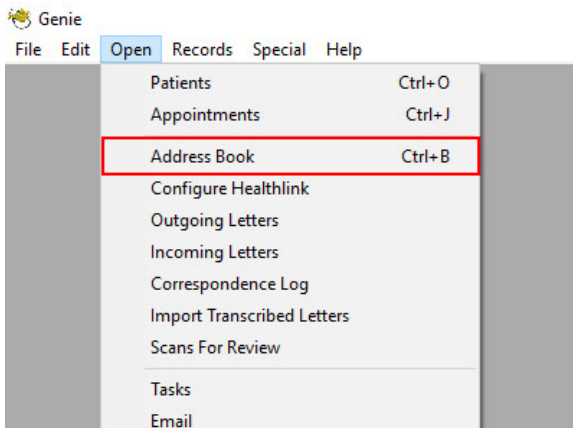 Genie
File Edit Open Records Special Help
Patients Ctrl+O
Appointments Ctrl+J
Address Book Ctrl+B
Configure Healthlink
Outgoing Letters
Incoming Letters
Correspondence Log
Import Transcribed Letters
Scans For Review
Tasks
Email